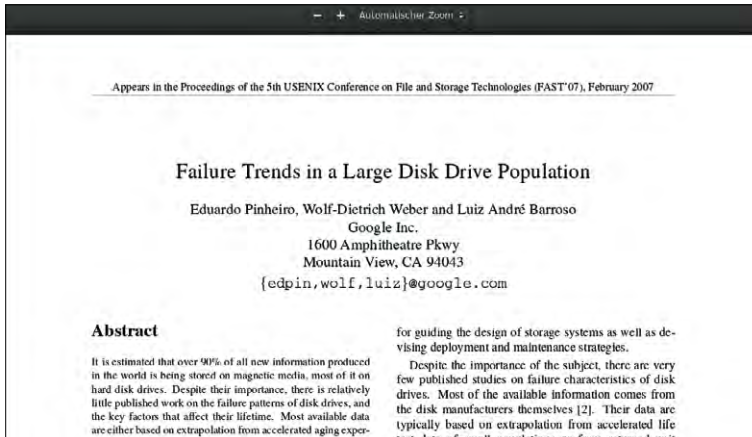 − + Automatischer Zoom
Appears in the Proceedings of the 5th USENIX Conference on File and Storage Technologies (FAST'07), February 2007
Failure Trends in a Large Disk Drive Population
Eduardo Pinheiro, Wolf-Dietrich Weber and Luiz André Barroso
Google Inc.
1600 Amphitheatre Pkwy
Mountain View, CA 94043
{edpin,wolf,luiz}@google.com
Abstract
It is estimated that over 90% of all new information produced
in the world is being stored on magnetic media, most of it on
hard disk drives. Despite their importance, there is relatively
little published work on the failure patterns of disk drives, and
the key factors that affect their lifetime. Most available data
are either based on extrapolation from accelerated aging exper-
for guiding the design of storage systems as well as de-
vising deployment and maintenance strategies.
Despite the importance of the subject, there are very
few published studies on failure characteristics of disk
drives. Most of the available information comes from
the disk manufacturers themselves [2]. Their data are
typically based on extrapolation from accelerated life